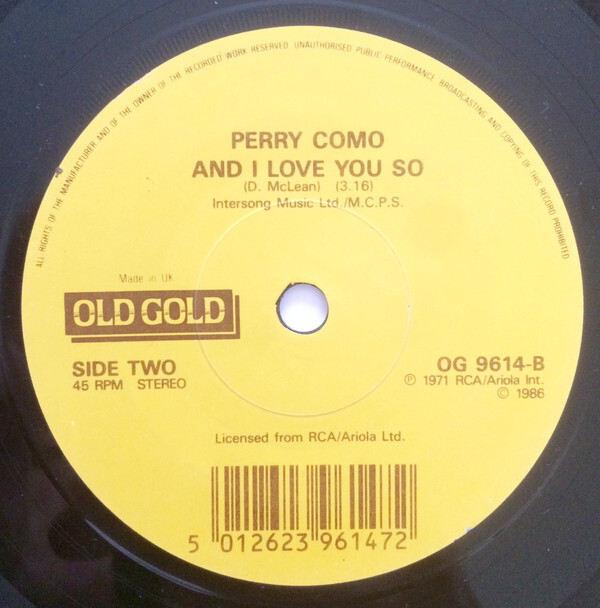 ALL RIGHTS OF THE MANUFACTURER AND OF THE OWNER OF THE RECORDED WORK RESERVED. UNAUTHORISED PUBLIC PERFORMANCE, BROADCASTING AND COPYING OF THIS RECORD PROHIBITED
PERRY COMO
AND I LOVE YOU SO
(D. McLean) (3.16)
Intersong Music Ltd./M.C.P.S.
Made in UK
OLD GOLD
SIDE TWO
45 RPM STEREO
OG 9614-B
℗ 1971 RCA/Ariola Int.
© 1986
Licensed from RCA/Ariola Ltd.
5 012623 961472